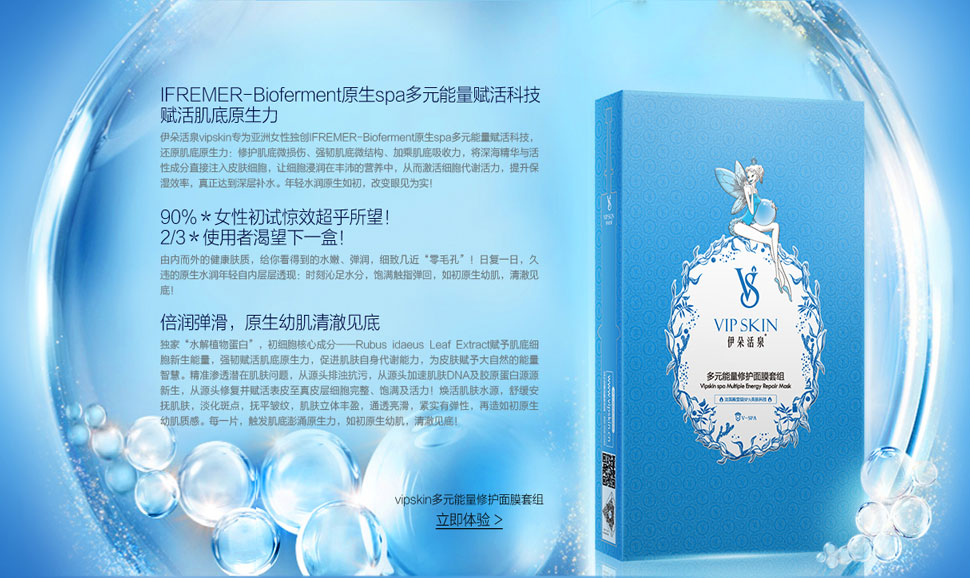 IFREMER-Bioferment原生spa多元能量赋活科技
赋活肌底原生力
伊朵活泉vipskin专为亚洲女性独创IFREMER-Bioferment原生spa多元能量赋活科技，
还原肌底原生力：修护肌底微损伤、强韧肌底微结构、加乘肌底吸收力，将深海精华与活
性成分直接注入皮肤细胞，让细胞浸润在丰沛的营养中，从而激活细胞代谢活力，提升保
湿效率，真正达到深层补水。年轻水润原生如初，改变眼见为实！
90%＊女性初试惊效超乎所望！
2/3＊使用者渴望下一盒！
由内而外的健康肤质，给你看得到的水嫩、弹润，细致几近“零毛孔”！日复一日，久
违的原生水润年轻自内层层透现：时刻沁足水分，饱满触指弹回，如初原生幼肌，清澈见
底！
倍润弹滑，原生幼肌清澈见底
独家“水解植物蛋白”，初细胞核心成分——Rubus idaeus Leaf Extract赋予肌底细
胞新生能量，强韧赋活肌底原生力，促进肌肤自身代谢能力，为皮肤赋予大自然的能量
智慧。精准渗透潜在肌肤问题，从源头排浊抗污，从源头加速肌肤DNA及胶原蛋白源源
新生，从源头修复并赋活表皮至真皮层细胞完整、饱满及活力！焕活肌肤水源，舒缓安
抚肌肤，淡化斑点，抚平皱纹，肌肤立体丰盈，通透亮滑，紧实有弹性，再造如初原生
幼肌质感。每一片，触发肌底澎涌原生力，如初原生幼肌，清澈见底！
vipskin多元能量修护面膜套组
立即体验 >
VIP SKIN
伊朵活泉
多元能量修护面膜套组
Vipskin spa Multiple Energy Repair Mask
V-SPA
VIP SKIN